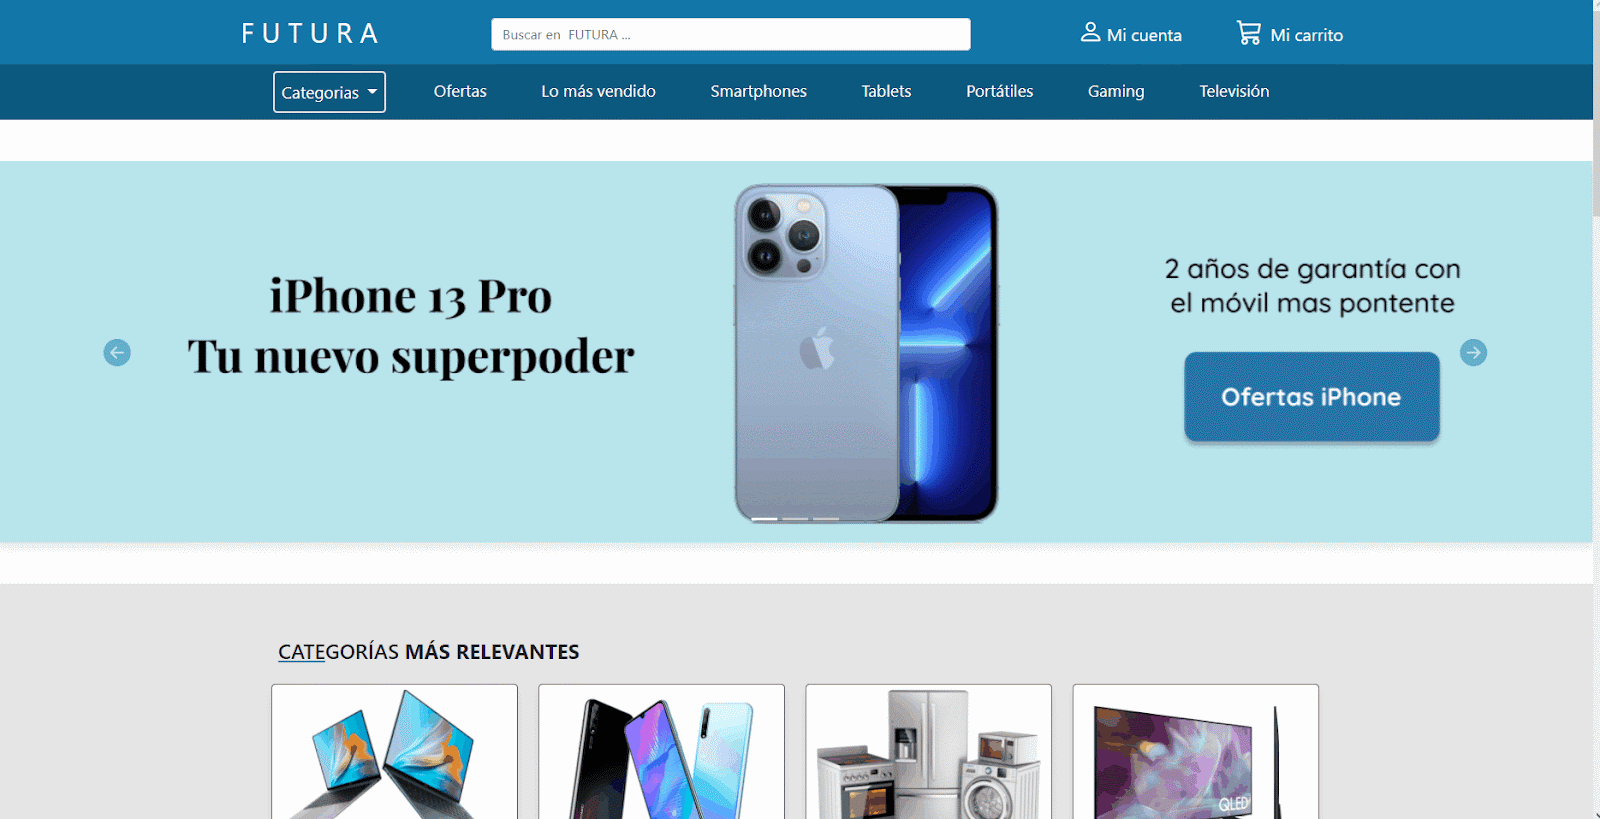 FUTURA
Buscar en FUTURA ...
Mi cuenta
Mi carrito
Categorias
Ofertas
Lo más vendido
Smartphones
Tablets
Portátiles
Gaming
Televisión
iPhone 13 Pro
Tu nuevo superpoder
2 años de garantía con
el móvil mas pontente
Ofertas iPhone
CATEGORÍAS MÁS RELEVANTES
QLED